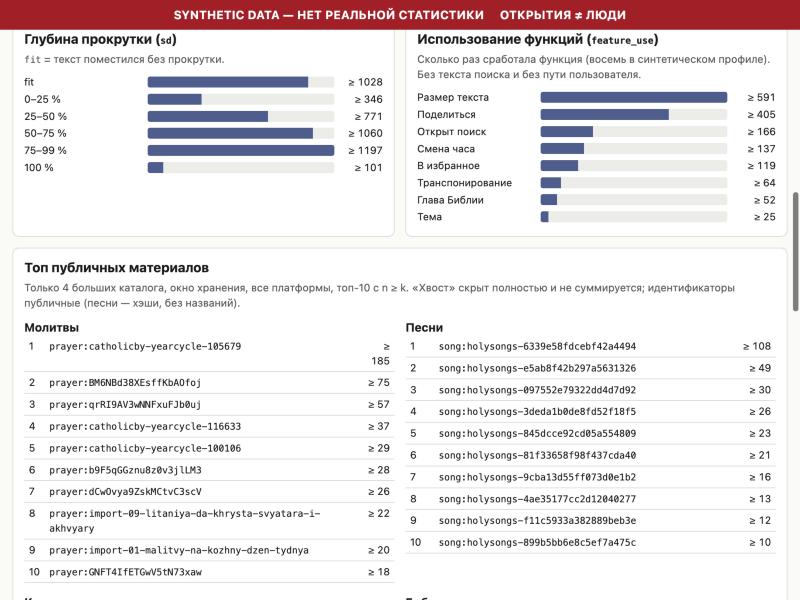 SYNTHETIC DATA — НЕТ РЕАЛЬНОЙ СТАТИСТИКИ ОТКРЫТИЯ ≠ ЛЮДИ
Глубина прокрутки (sd)
fit = текст поместился без прокрутки.
fit ≥ 1028
0–25 % ≥ 346
25–50 % ≥ 771
50–75 % ≥ 1060
75–99 % ≥ 1197
100 % ≥ 101
Использование функций (feature_use)
Сколько раз сработала функция (восемь в синтетическом профиле).
Без текста поиска и без пути пользователя.
Размер текста ≥ 591
Поделиться ≥ 405
Открыт поиск ≥ 166
Смена часа ≥ 137
В избранное ≥ 119
Транспонирование ≥ 64
Глава Библии ≥ 52
Тема ≥ 25
Топ публичных материалов
Только 4 больших каталога, окно хранения, все платформы, топ-10 с n ≥ k. «Хвост» скрыт полностью и не суммируется; идентификаторы
публичные (песни — хэши, без названий).
Молитвы
1 prayer:catholicby-yearcycle-105679 ≥
185
2 prayer:BM6NBd38XEsffKbAOfoj ≥ 75
3 prayer:qrRI9AV3wNNFxuFJb0uj ≥ 57
4 prayer:catholicby-yearcycle-116633 ≥ 37
5 prayer:catholicby-yearcycle-100106 ≥ 29
6 prayer:b9F5qGGznu8z0v3jlLM3 ≥ 28
7 prayer:dCwOvya9ZskMCtvC3scV ≥ 26
8 prayer:import-09-litaniya-da-khrysta-svyatara-i- ≥ 22
akhvyary
9 prayer:import-01-malitvy-na-kozhny-dzen-tydnya ≥ 20
10 prayer:GNFT4IfETGwV5tN73xaw ≥ 18
Песни
1 song:holysongs-6339e58fdcebf42a4494 ≥ 108
2 song:holysongs-e5ab8f42b297a5631326 ≥ 49
3 song:holysongs-097552e79322dd4d7d92 ≥ 30
4 song:holysongs-3deda1b0de8fd52f18f5 ≥ 26
5 song:holysongs-845dcce92cd05a554809 ≥ 23
6 song:holysongs-81f33658f98f437cda40 ≥ 21
7 song:holysongs-9cba13d55ff073d0e1b2 ≥ 16
8 song:holysongs-4ae35177cc2d12040277 ≥ 13
9 song:holysongs-f11c5933a382889beb3e ≥ 12
10 song:holysongs-899b5bb6e8c5ef7a475c ≥ 10